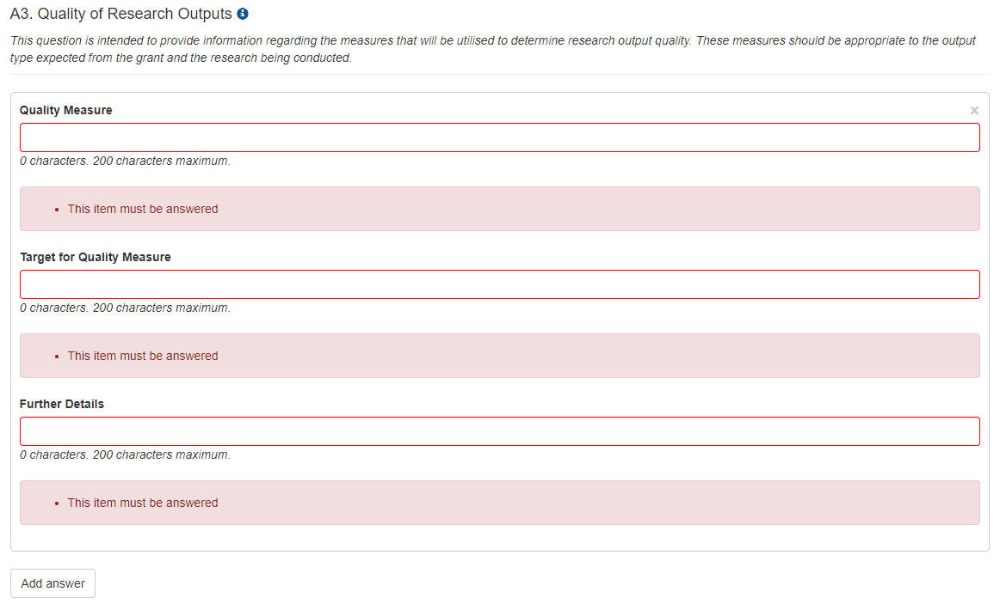 A3. Quality of Research Outputs
This question is intended to provide information regarding the measures that will be utilised to determine research output quality. These measures should be appropriate to the output
type expected from the grant and the research being conducted.
Quality Measure
0 characters. 200 characters maximum.
This item must be answered
Target for Quality Measure
0 characters. 200 characters maximum.
This item must be answered
Further Details
0 characters. 200 characters maximum.
This item must be answered
Add answer